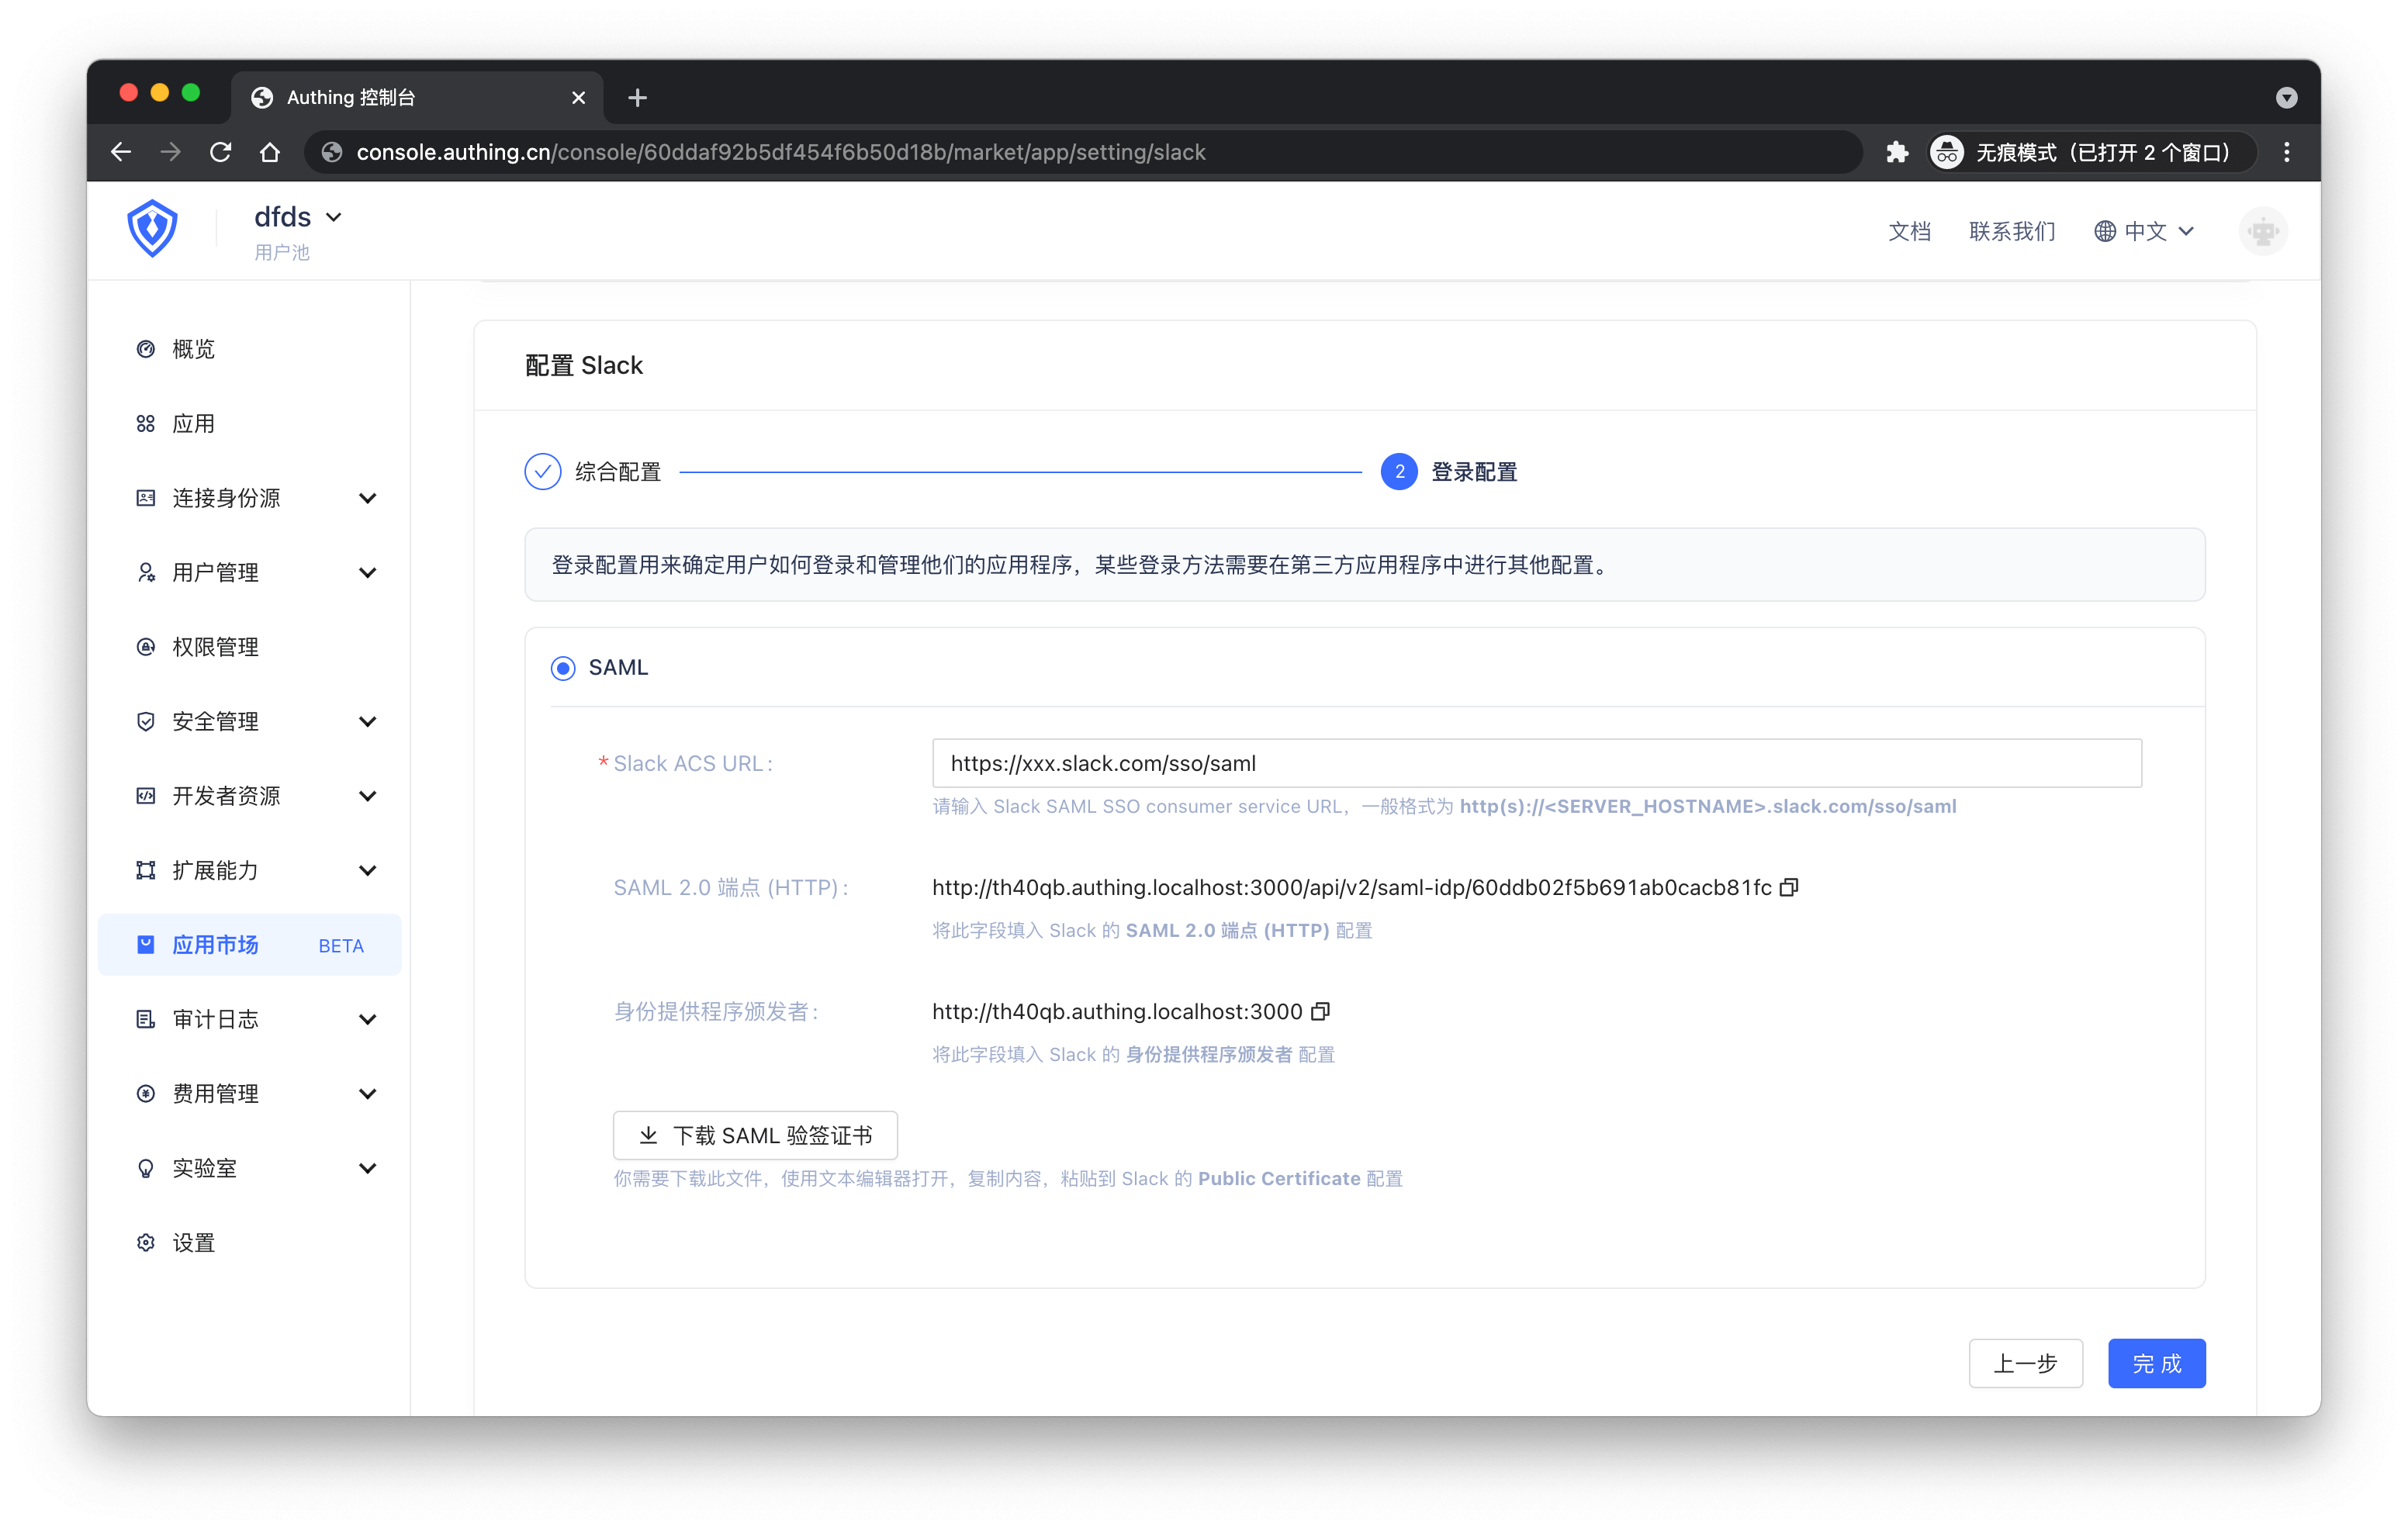 Authing 控制台
console.authing.cn/console/60ddaf92b5df454f6b50d18b/market/app/setting/slack
无痕模式（已打开 2 个窗口）
dfds
用户池
文档
联系我们
中文
概览
应用
连接身份源
用户管理
权限管理
安全管理
开发者资源
扩展能力
应用市场 BETA
审计日志
费用管理
实验室
设置
配置 Slack
综合配置
2 登录配置
登录配置用来确定用户如何登录和管理他们的应用程序，某些登录方法需要在第三方应用程序中进行其他配置。
SAML
* Slack ACS URL: https://xxx.slack.com/sso/saml
请输入 Slack SAML SSO consumer service URL，一般格式为 http(s)://<SERVER_HOSTNAME>.slack.com/sso/saml
SAML 2.0 端点 (HTTP): http://th40qb.authing.localhost:3000/api/v2/saml-idp/60ddb02f5b691ab0cacb81fc
将此字段填入 Slack 的 SAML 2.0 端点 (HTTP) 配置
身份提供程序颁发者: http://th40qb.authing.localhost:3000
将此字段填入 Slack 的 身份提供程序颁发者 配置
下载 SAML 验签证书
你需要下载此文件，使用文本编辑器打开，复制内容，粘贴到 Slack 的 Public Certificate 配置
上一步
完 成